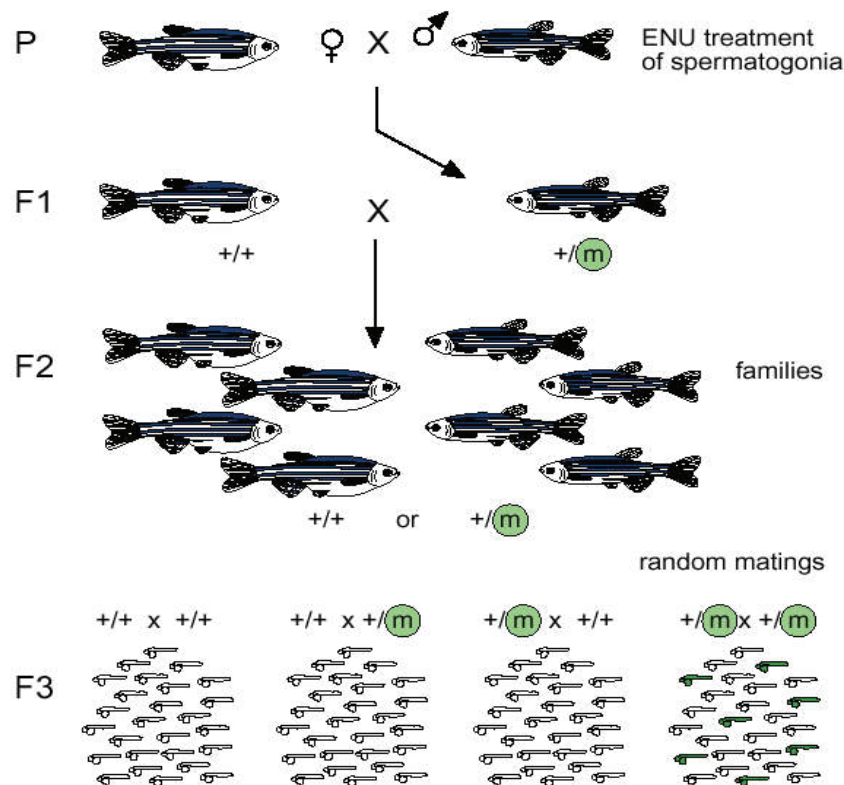 P ♀ X ♂ ENU treatment
of spermatogonia
F1 X
+/+ +/m
F2 families
+/+ or +/m
random matings
+/+ x +/+ +/+ x +/m +/m x +/+ +/m x +/m
F3